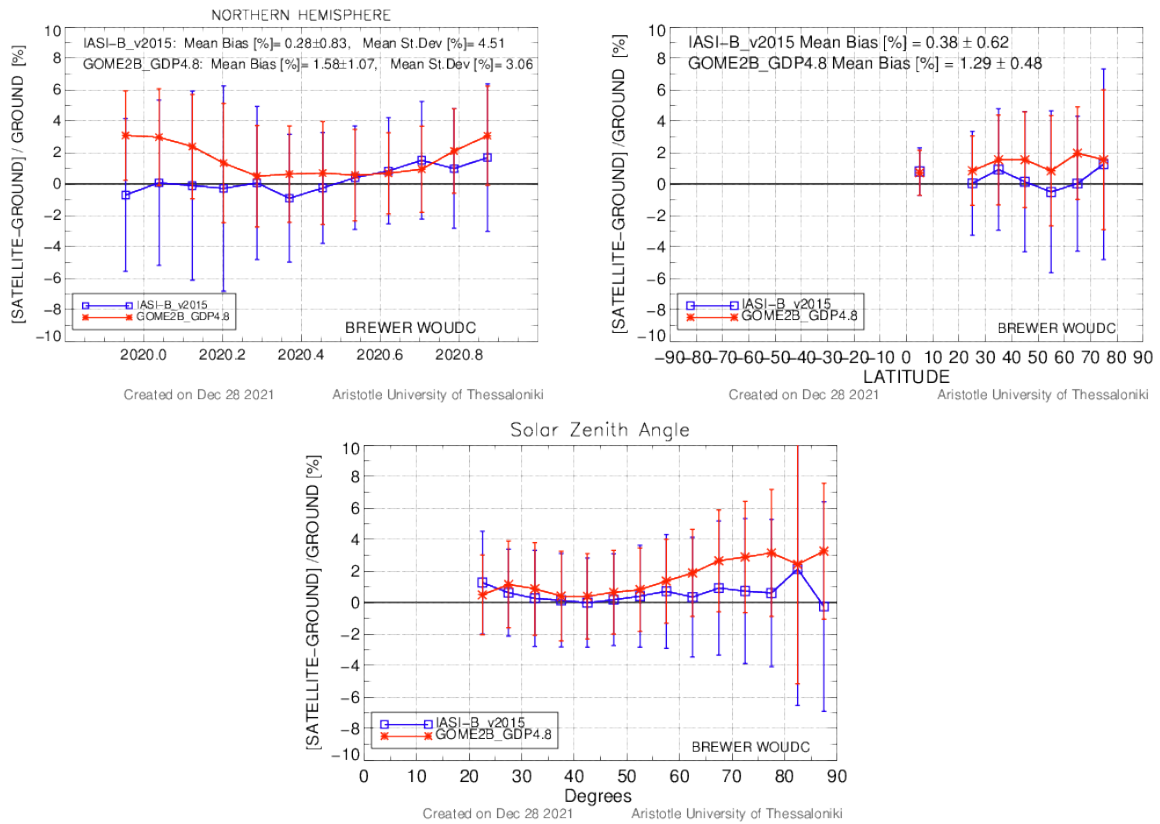 NORTHERN HEMISPHERE
[SATELLITE-GROUND] / GROUND [%]
10
8
6
4
2
0
-2
-4
-6
-8
-10
IASI-B_v2015: Mean Bias [%]= 0.28±0.83, Mean St.Dev [%]= 4.51
GOME2B_GDP4.8: Mean Bias [%]= 1.58±1.07, Mean St.Dev [%]= 3.06
IASI-B_v2015
GOME2B_GDP4.8
BREWER WOUDC
2020.0 2020.2 2020.4 2020.6 2020.8
Created on Dec 28 2021 Aristotle University of Thessaloniki
[SATELLITE-GROUND] /GROUND [%]
10
8
6
4
2
0
-2
-4
-6
-8
-10
IASI-B_v2015 Mean Bias [%] = 0.38 ± 0.62
GOME2B_GDP4.8 Mean Bias [%] = 1.29 ± 0.48
IASI-B_v2015
GOME2B_GDP4.8
BREWER WOUDC
-90 -80 -70 -60 -50 -40 -30 -20 -10 0 10 20 30 40 50 60 70 80 90
LATITUDE
Created on Dec 28 2021 Aristotle University of Thessaloniki
Solar Zenith Angle
[SATELLITE-GROUND] /GROUND [%]
10
8
6
4
2
0
-2
-4
-6
-8
-10
IASI-B_v2015
GOME2B_GDP4.8
BREWER WOUDC
0 10 20 30 40 50 60 70 80 90
Degrees
Created on Dec 28 2021 Aristotle University of Thessaloniki